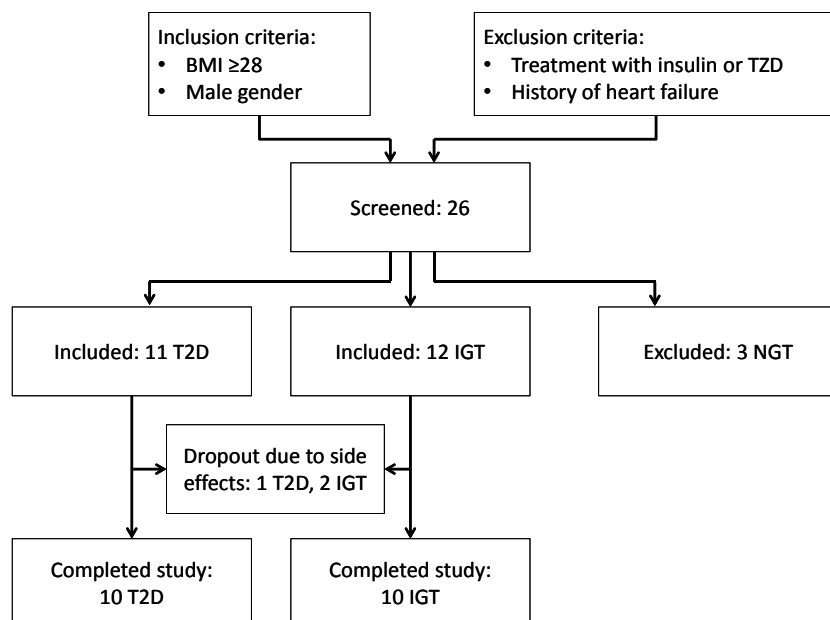 Inclusion criteria:
• BMI ≥28
• Male gender
Exclusion criteria:
• Treatment with insulin or TZD
• History of heart failure
Screened: 26
Included: 11 T2D
Included: 12 IGT
Excluded: 3 NGT
Dropout due to side
effects: 1 T2D, 2 IGT
Completed study:
10 T2D
Completed study:
10 IGT